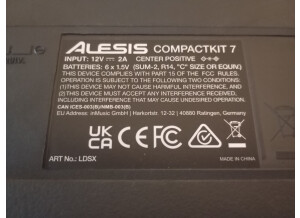 ALESIS COMPACTKIT 7
INPUT: 12V 2A CENTER POSITIVE
BATTERIES: 6 x 1.5V (SUM-2, R14, "C" SIZE OR EQUIV.)
THIS DEVICE COMPLIES WITH PART 15 OF THE FCC RULES.
OPERATION IS SUBJECT TO THE FOLLOWING TWO CONDITIONS:
(1) THIS DEVICE MAY NOT CAUSE HARMFUL INTERFERENCE, AND
(2) THIS DEVICE MUST ACCEPT ANY INTERFERENCE RECEIVED,
INCLUDING INTERFERENCE THAT MAY CAUSE UNDESIRED OPERATION.
CAN ICES-003(B)/NMB-003(B)
EU address: inMusic GmbH | Harkortstr. 12-32 | 40880 Ratingen | Germany
UK CA CE FC
ART No.: LDSX
MADE IN CHINA